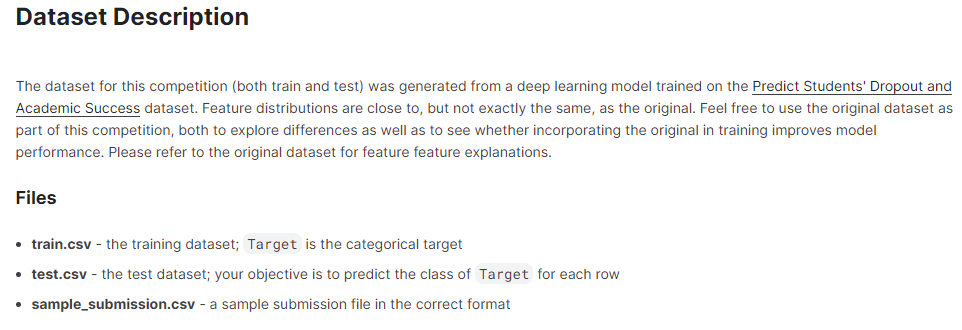 Dataset Description
The dataset for this competition (both train and test) was generated from a deep learning model trained on the Predict Students' Dropout and
Academic Success dataset. Feature distributions are close to, but not exactly the same, as the original. Feel free to use the original dataset as
part of this competition, both to explore differences as well as to see whether incorporating the original in training improves model
performance. Please refer to the original dataset for feature feature explanations.
Files
• train.csv - the training dataset; Target is the categorical target
• test.csv - the test dataset; your objective is to predict the class of Target for each row
• sample_submission.csv - a sample submission file in the correct format